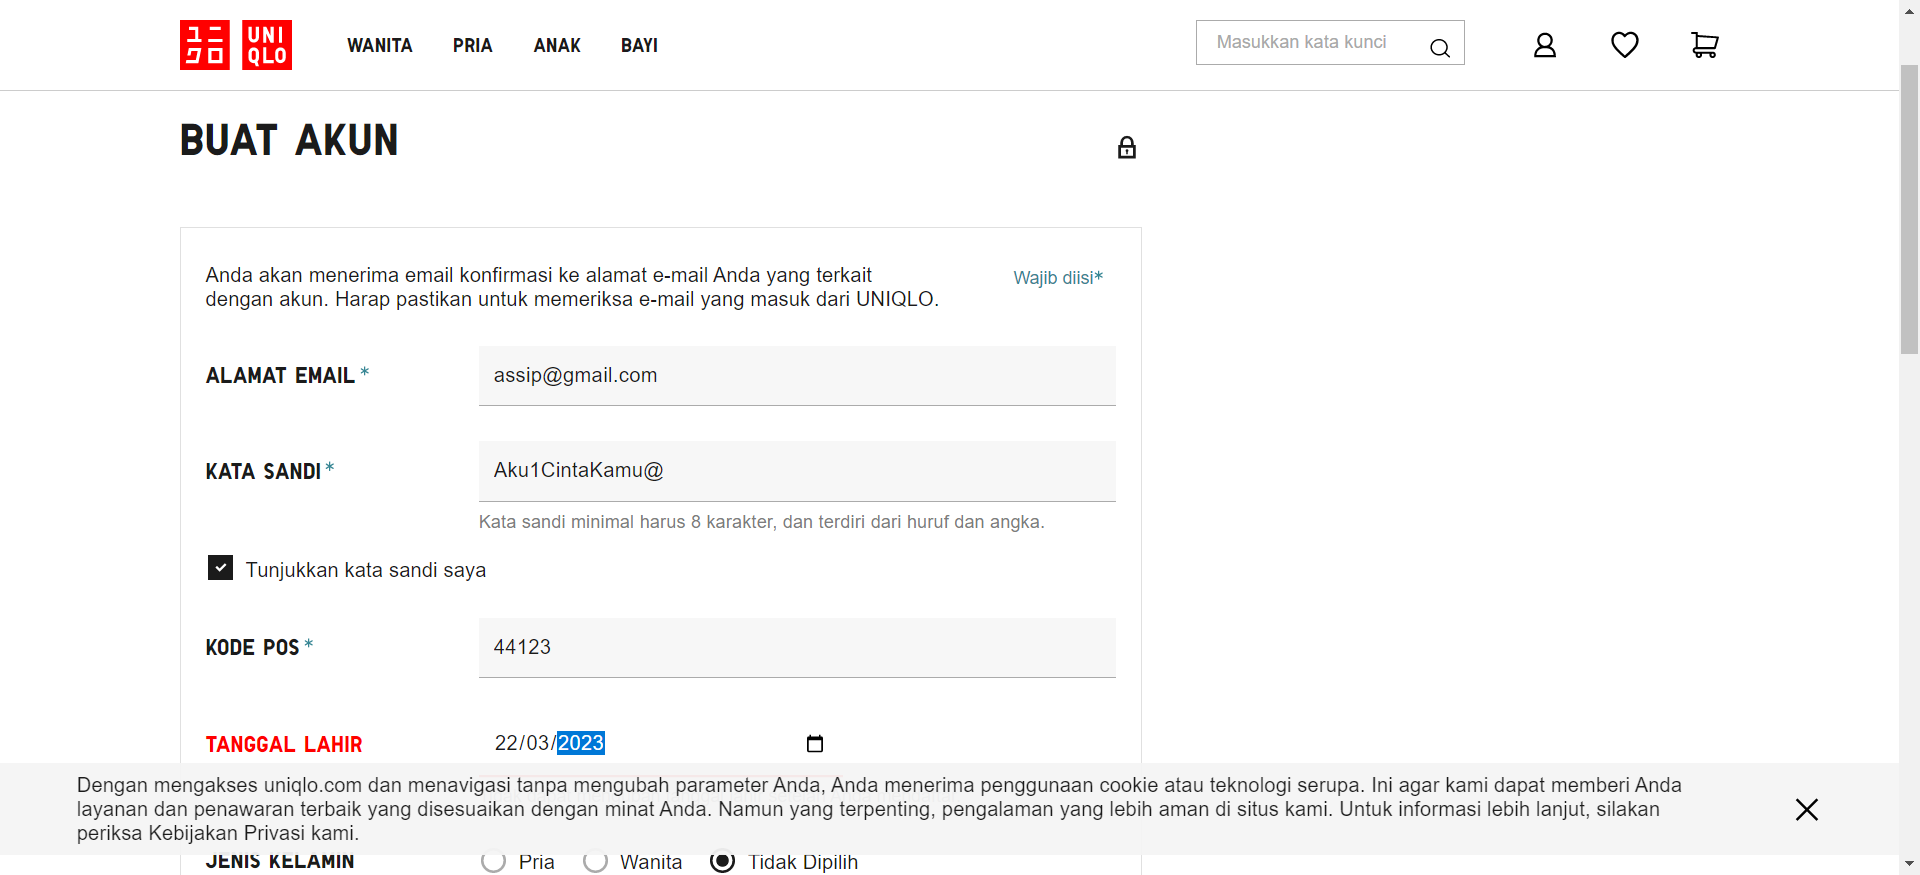 ユニ UNI
クロ QLO
WANITA PRIA ANAK BAYI
Masukkan kata kunci
BUAT AKUN
Anda akan menerima email konfirmasi ke alamat e-mail Anda yang terkait
dengan akun. Harap pastikan untuk memeriksa e-mail yang masuk dari UNIQLO.
Wajib diisi*
ALAMAT EMAIL *
assip@gmail.com
KATA SANDI *
Aku1CintaKamu@
Kata sandi minimal harus 8 karakter, dan terdiri dari huruf dan angka.
Tunjukkan kata sandi saya
KODE POS *
44123
TANGGAL LAHIR
22/03/2023
Dengan mengakses uniqlo.com dan menavigasi tanpa mengubah parameter Anda, Anda menerima penggunaan cookie atau teknologi serupa. Ini agar kami dapat memberi Anda
layanan dan penawaran terbaik yang disesuaikan dengan minat Anda. Namun yang terpenting, pengalaman yang lebih aman di situs kami. Untuk informasi lebih lanjut, silakan
periksa Kebijakan Privasi kami.
JENIS KELAMIN
Pria Wanita Tidak Dipilih